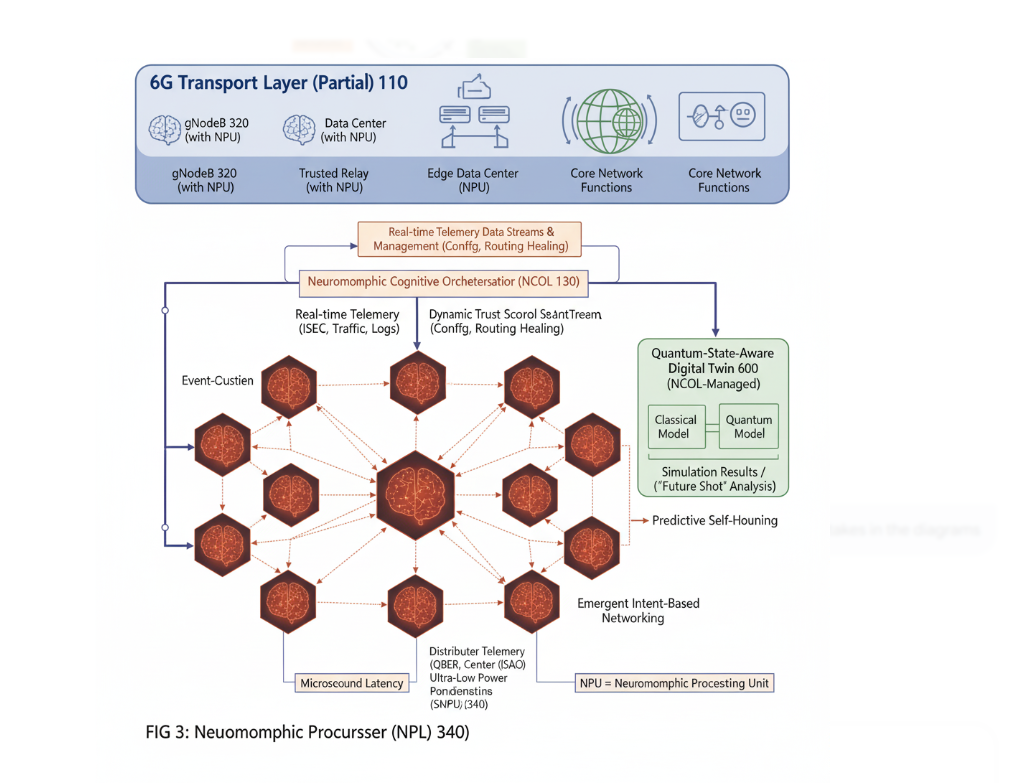 6G Transport Layer (Partial) 110
gNodeB 320
(with NPU)
Data Center
(with NPU)
gNodeB 320
(with NPU)
Trusted Relay
(with NPU)
Edge Data Center
(NPU)
Core Network
Functions
Core Network
Functions
Real-time Telemery Data Streams &
Management (Conffg, Routing Healing)
Neuromomphic Cognitive Orchetersatior (NCOL 130)
Real-time Telemery
(ISEC, Traffic, Logs)
Dynamic Trust Scorol
(Conffg, Routing Healing)
Event-Custien
Quantum-State-Aware
Digital Twin 600
(NCOL-Managed)
Classical
Model
Quantum
Model
Simulation Results /
("Future Shot" Analysis)
Predictive Self-Houning
Emergent Intent-Based
Networking
Distributer Telemetry
(QBER, Center (ISAO)
Ultra-Low Power
Pondenstins
(SNPU/(340)
Microseound Latency
NPU = Neuromomphic Procesting Unit
FIG 3: Neuomomphic Procursser (NPL) 340)